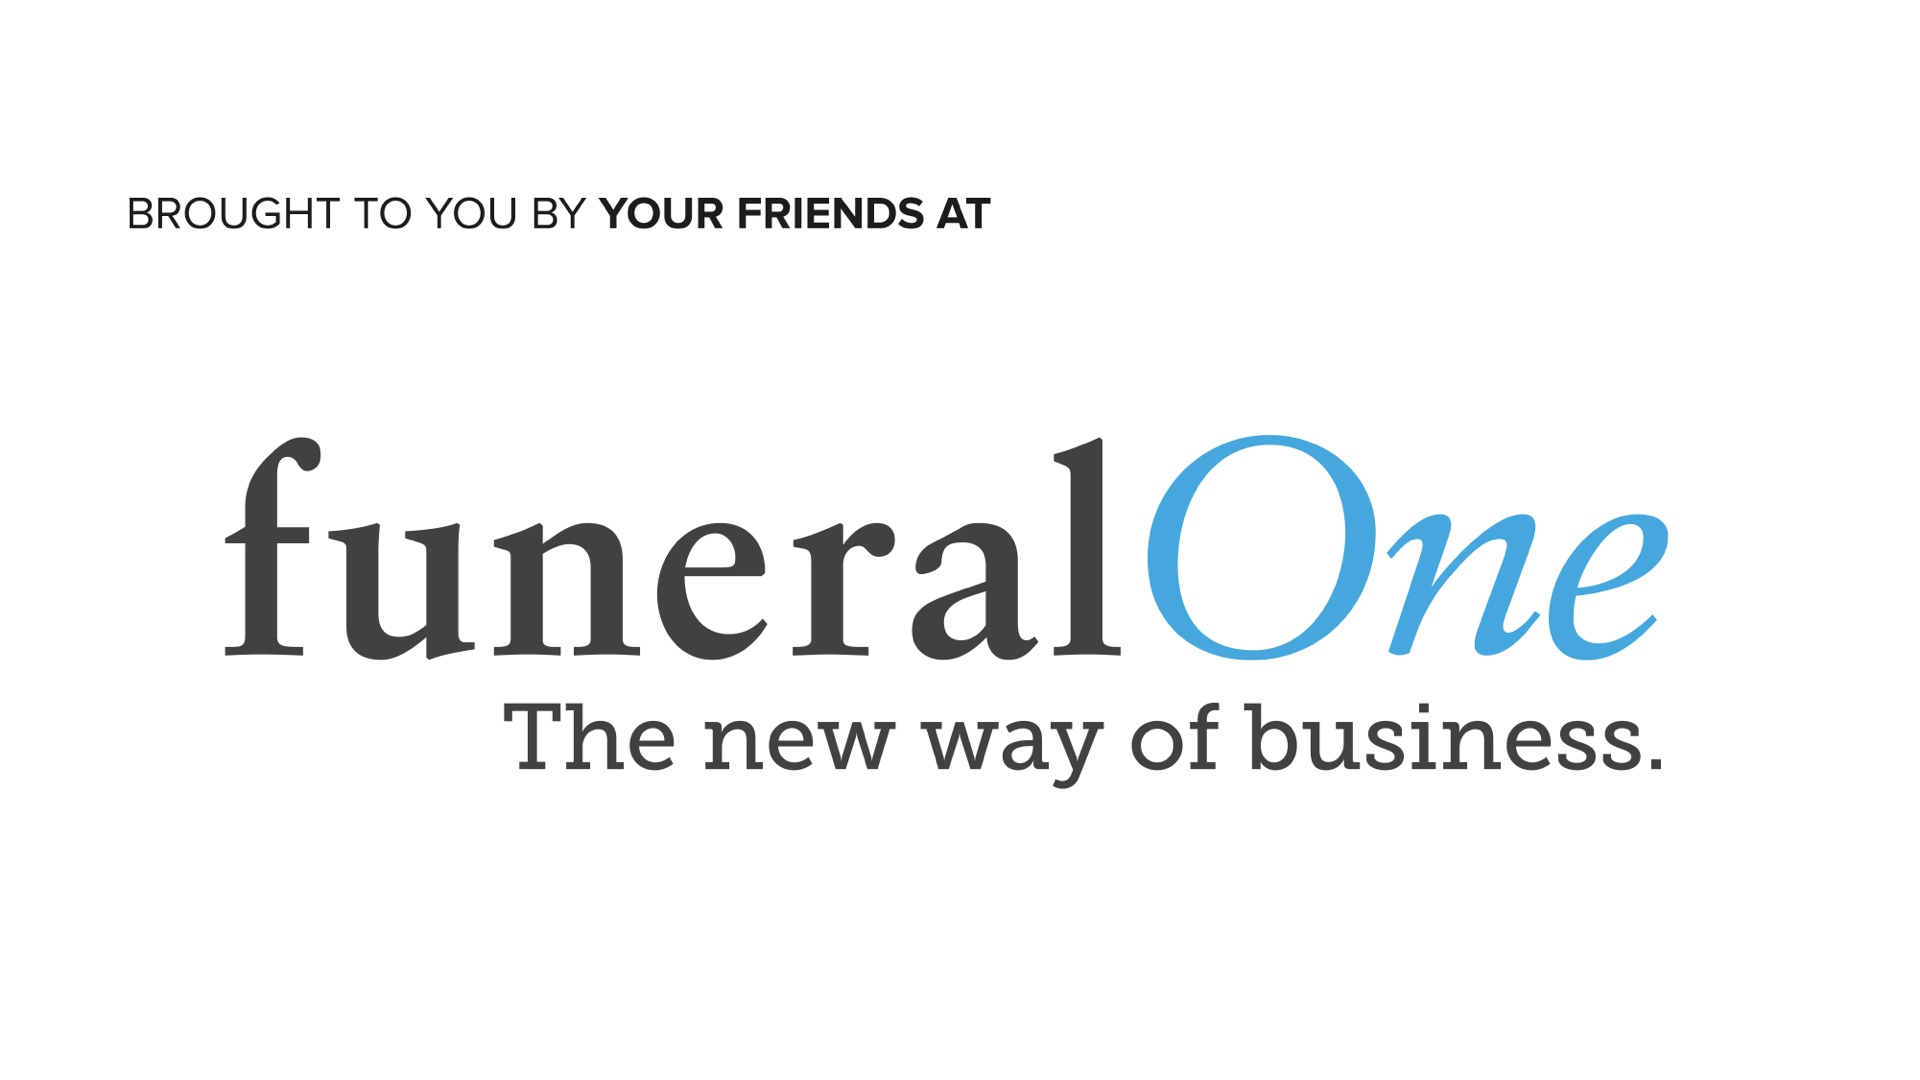 BROUGHT TO YOU BY YOUR FRIENDS AT
funeralOne
The new way of business.